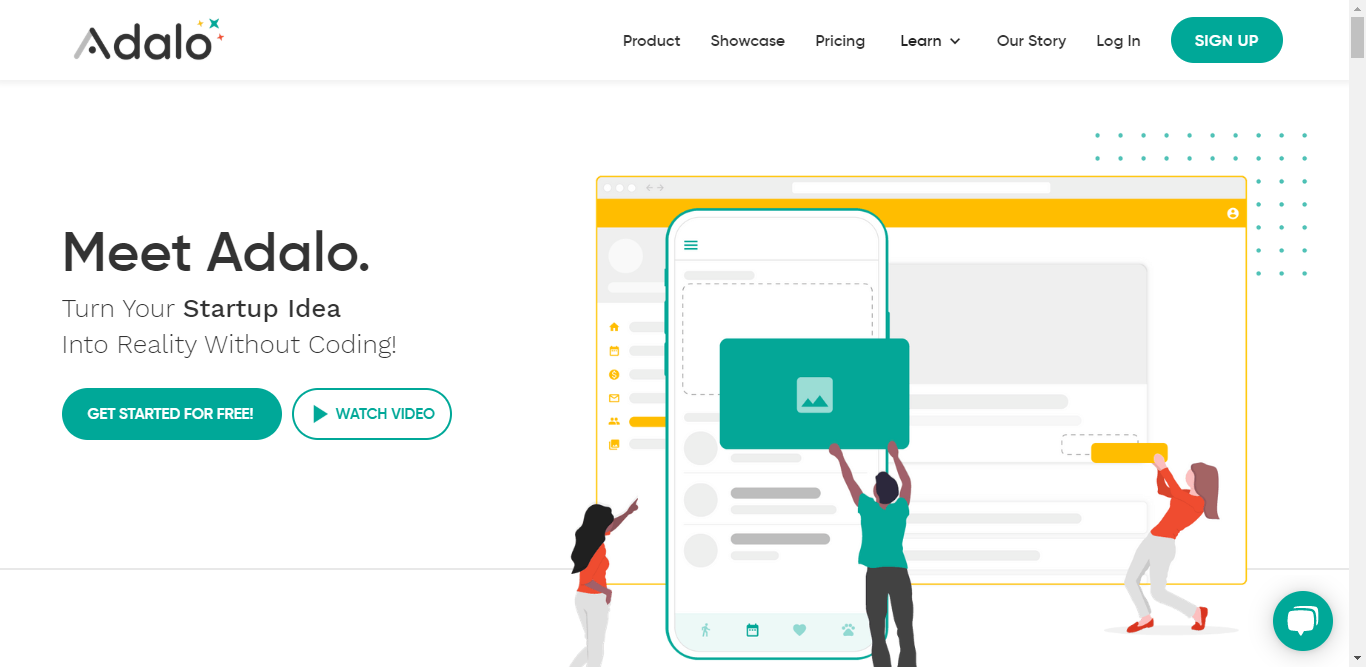 Adalo
Product Showcase Pricing Learn Our Story Log In SIGN UP
Meet Adalo.
Turn Your Startup Idea
Into Reality Without Coding!
GET STARTED FOR FREE! WATCH VIDEO